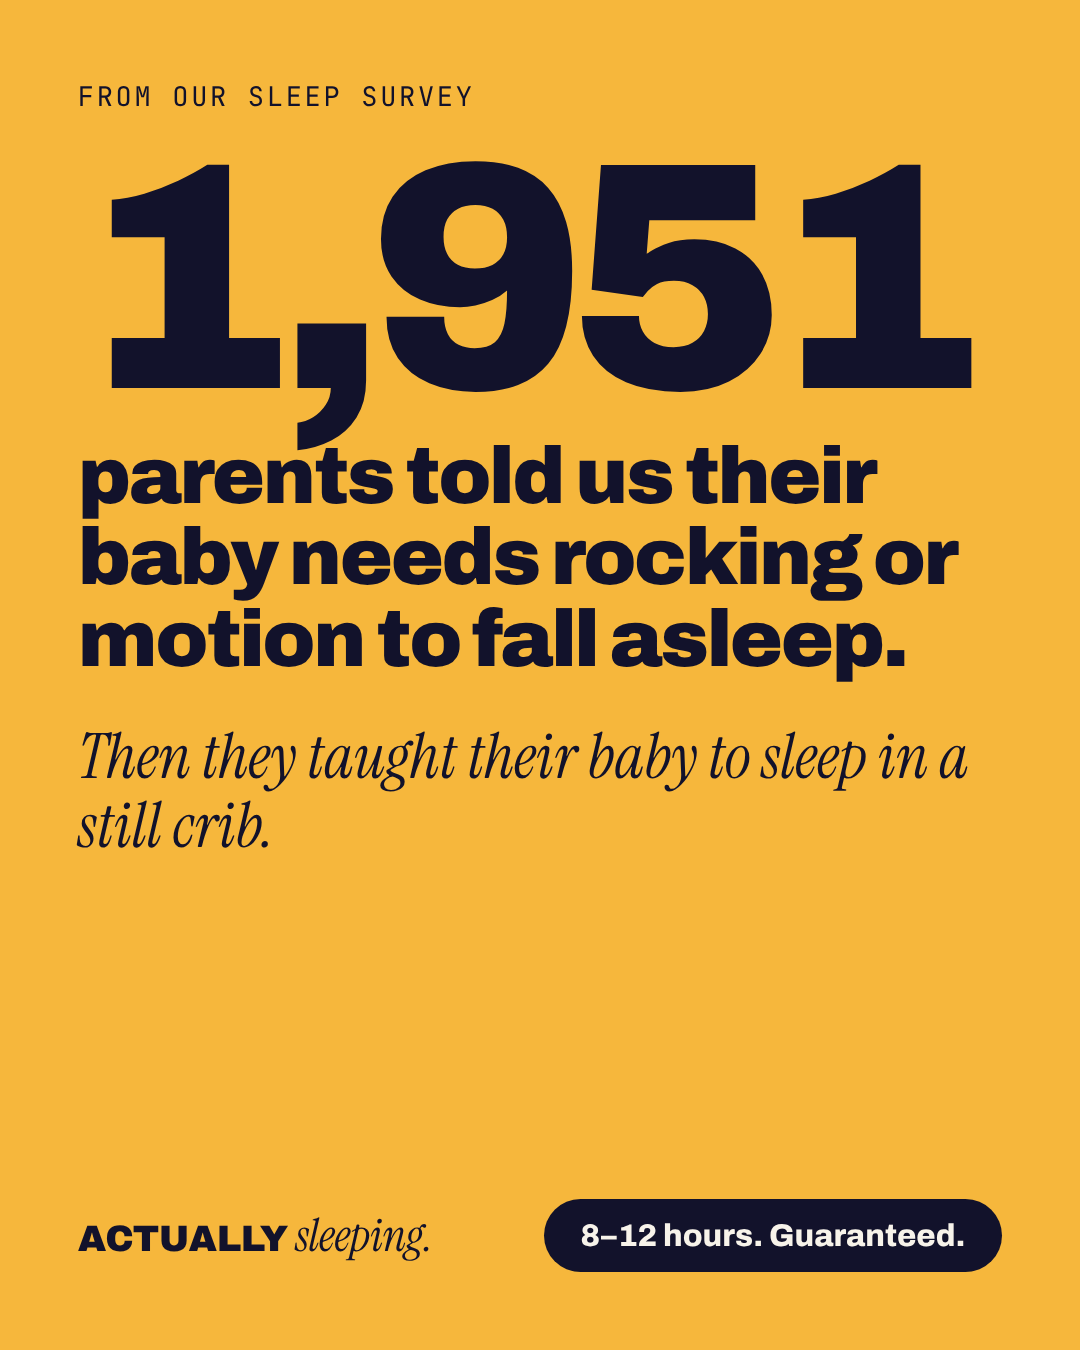 FROM OUR SLEEP SURVEY
1,951
parents told us their
baby needs rocking or
motion to fall asleep.
Then they taught their baby to sleep in a
still crib.
ACTUALLY sleeping.
8–12 hours. Guaranteed.